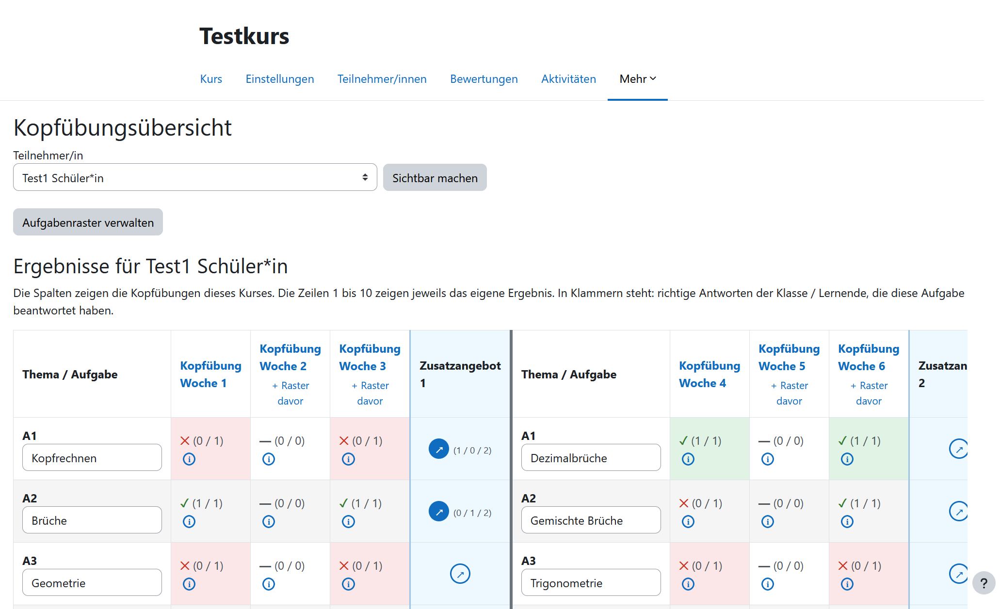 Testkurs
Kurs Einstellungen Teilnehmer/innen Bewertungen Aktivitäten Mehr
Kopfübungsübersicht
Teilnehmer/in
Test1 Schüler*in Sichtbar machen
Aufgabenraster verwalten
Ergebnisse für Test1 Schüler*in
Die Spalten zeigen die Kopfübungen dieses Kurses. Die Zeilen 1 bis 10 zeigen jeweils das eigene Ergebnis. In Klammern steht: richtige Antworten der Klasse / Lernende, die diese Aufgabe
beantwortet haben.
Thema / Aufgabe
Kopfübung
Woche 1
Kopfübung
Woche 2
+ Raster
davor
Kopfübung
Woche 3
+ Raster
davor
Zusatzangebot
1
Thema / Aufgabe
Kopfübung
Woche 4
Kopfübung
Woche 5
+ Raster
davor
Kopfübung
Woche 6
+ Raster
davor
Zusatzan
2
A1
Kopfrechnen
✕ (0 / 1)
— (0 / 0)
✕ (0 / 1)
(1 / 0 / 2)
A1
Dezimalbrüche
✓ (1 / 1)
— (0 / 0)
✓ (1 / 1)
A2
Brüche
✓ (1 / 1)
— (0 / 0)
✓ (1 / 1)
(0 / 1 / 2)
A2
Gemischte Brüche
✕ (0 / 1)
— (0 / 0)
✓ (1 / 1)
A3
Geometrie
✕ (0 / 1)
— (0 / 0)
✕ (0 / 1)
A3
Trigonometrie
✕ (0 / 1)
— (0 / 0)
✕ (0 / 1)
?